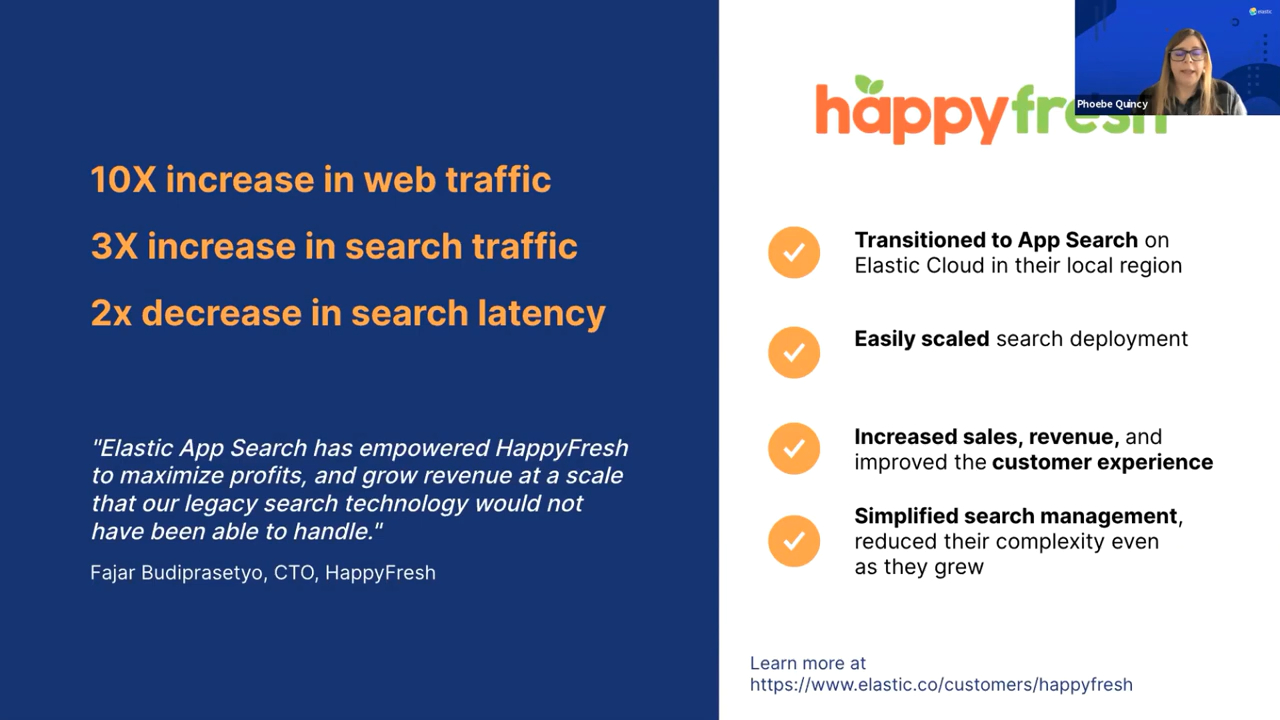 10X increase in web traffic
3X increase in search traffic
2x decrease in search latency
"Elastic App Search has empowered HappyFresh
to maximize profits, and grow revenue at a scale
that our legacy search technology would not
have been able to handle."
Fajar Budiprasetyo, CTO, HappyFresh
elastic
Phoebe Quincy
happyfresh
Transitioned to App Search on
Elastic Cloud in their local region
Easily scaled search deployment
Increased sales, revenue, and
improved the customer experience
Simplified search management,
reduced their complexity even
as they grew
Learn more at
https://www.elastic.co/customers/happyfresh